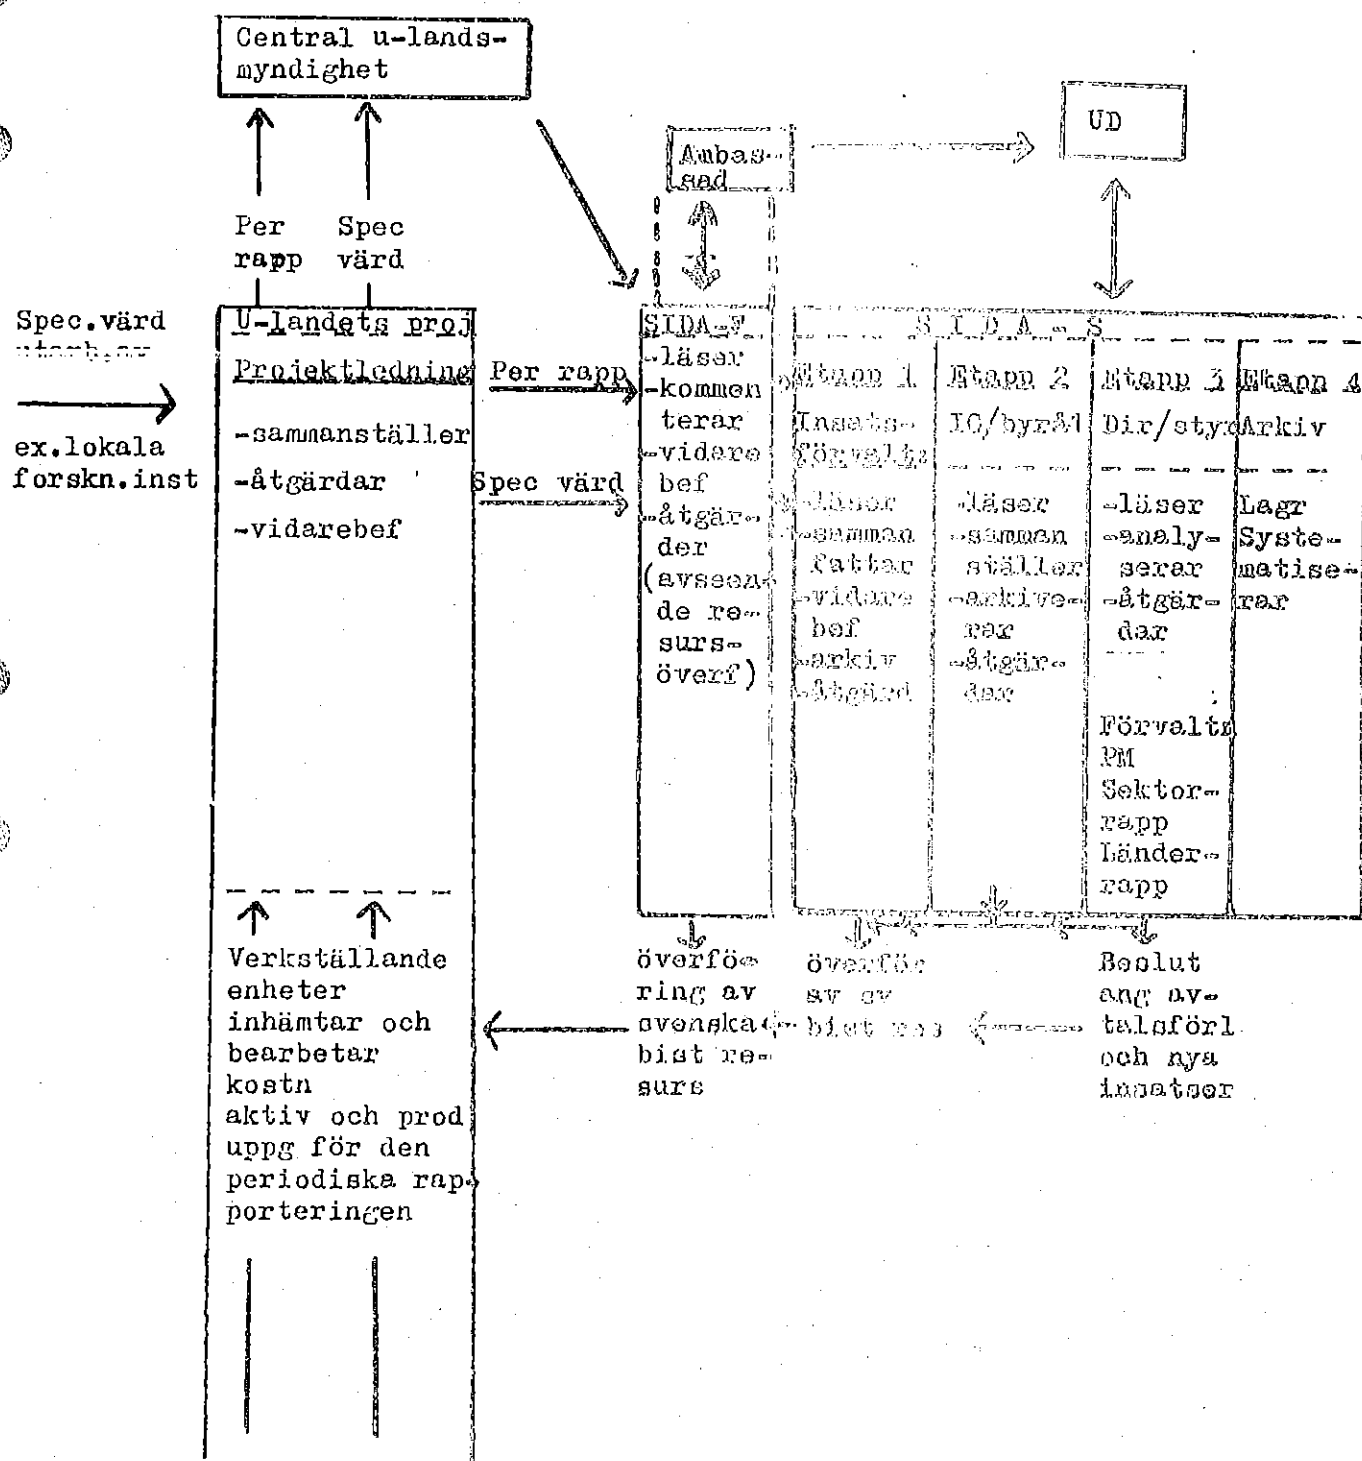 Central u-lands-
myndighet
UD
Ambas-
sad
Per Spec
rapp värd
Spec.värd
utarb.av
ex.lokala
forskn.inst
U-landets proj
Projektledning
-sammanställer
-åtgärdar
-vidarebef
Per rapp
Spec värd
SIDA-F
-läser
-kommen
terar
-vidare
bef
-åtgär-
der
(avseen-
de re-
surs-
överf)
S I D A - S
Etapp 1
Insats-
förvalt
-läser
-samman
fattar
-vidare
bef
-arkiv
-åtgärd
Etapp 2
-läser
-samman
ställer
-arkive-
rar
-åtgär-
dar
Etapp 3
Dir/styr
-läser
-analy-
serar
-åtgär-
dar
Förvaltn
PM
Sektor-
rapp
Länder-
rapp
Etapp 4
Arkiv
Lagr
Syste-
matise-
rar
Verkställande
enheter
inhämtar och
bearbetar
kostn
aktiv och prod
uppg för den
periodiska rap-
porteringen
överfö-
ring av
svenska
bist re-
surs
överför
av sv
bist res
Beslut
ang av-
talsförl
och nya
insatser